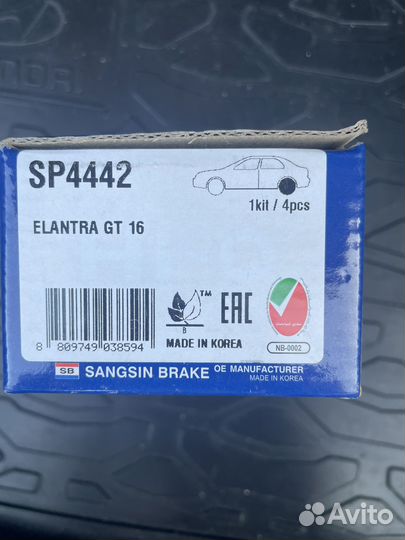 SP4442
1kit / 4pcs
ELANTRA GT 16
TM
B
EAC
MADE IN KOREA
NB-0002
8 809749 038594
SB SANGSIN BRAKE OE MANUFACTURER
MADE IN KOREA
Avito